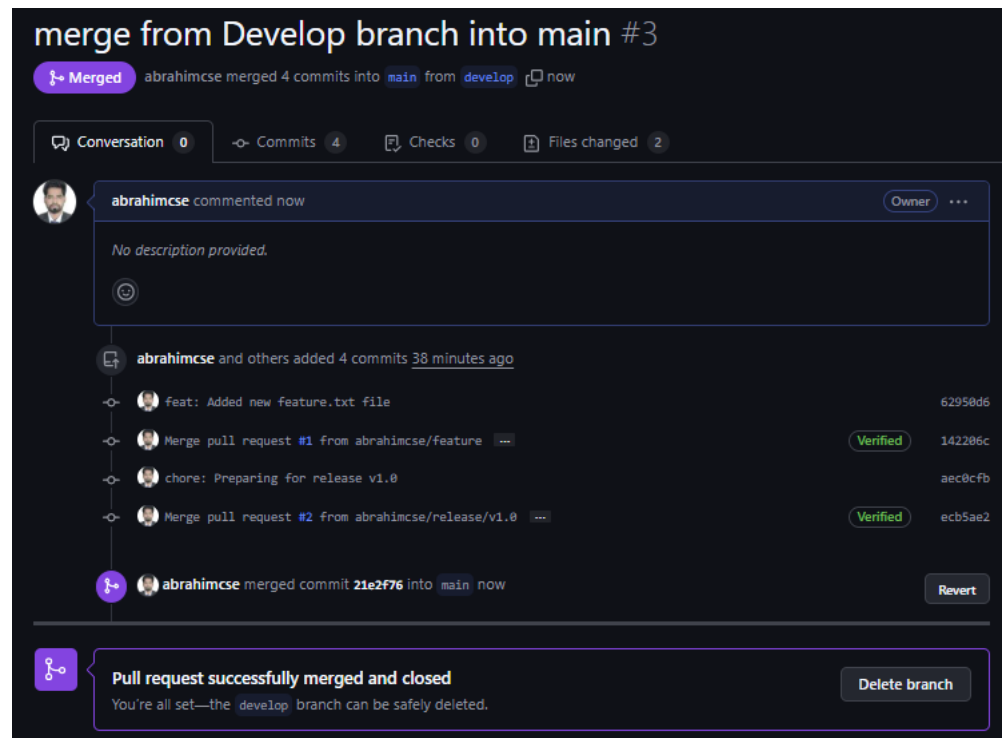 merge from Develop branch into main #3
Merged abrahimcse merged 4 commits into main from develop now
Conversation 0 Commits 4 Checks 0 Files changed 2
abrahimcse commented now Owner
No description provided.
abrahimcse and others added 4 commits 38 minutes ago
feat: Added new feature.txt file 62950d6
Merge pull request #1 from abrahimcse/feature Verified 142206c
chore: Preparing for release v1.0 aec0cfb
Merge pull request #2 from abrahimcse/release/v1.0 Verified ecb5ae2
abrahimcse merged commit 21e2f76 into main now Revert
Pull request successfully merged and closed
You're all set—the develop branch can be safely deleted.
Delete branch